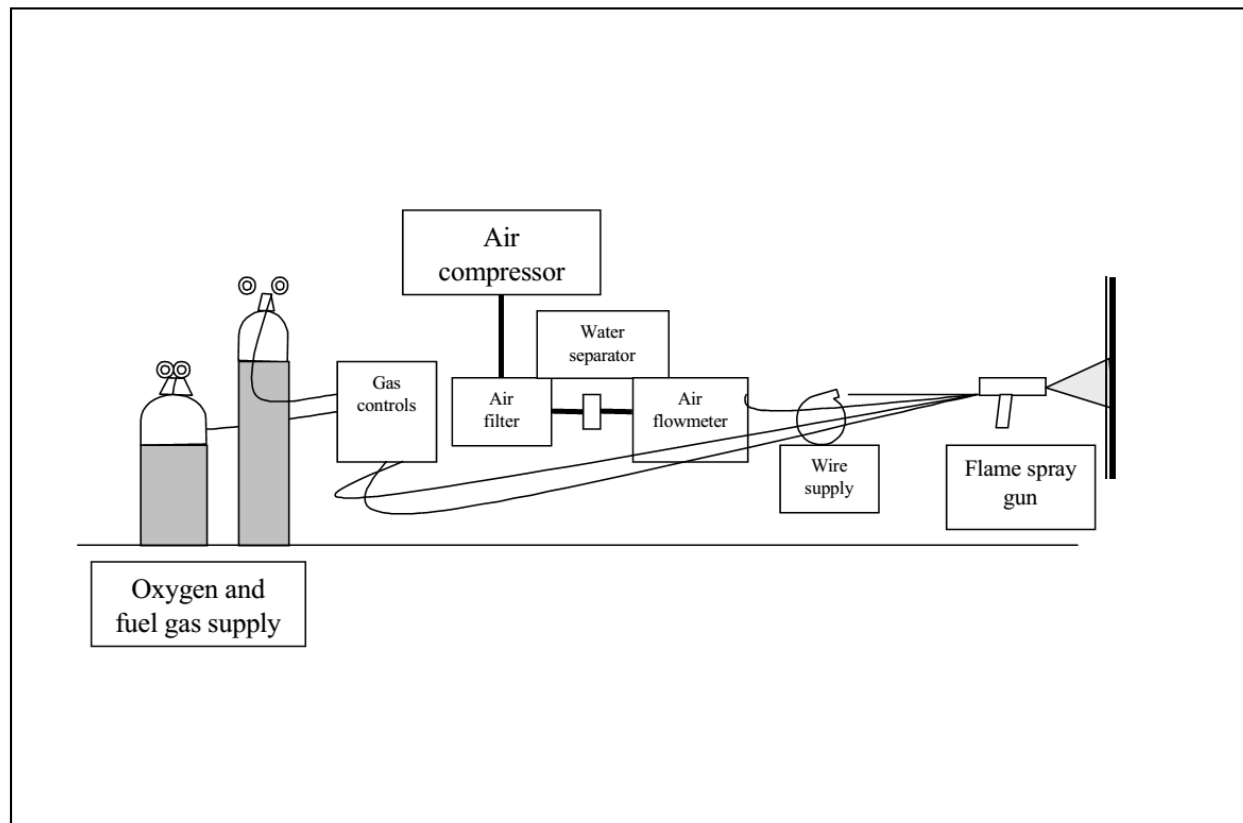 Air
compressor
Water
separator
Gas
controls
Air
filter
Air
flowmeter
Wire
supply
Flame spray
gun
Oxygen and
fuel gas supply